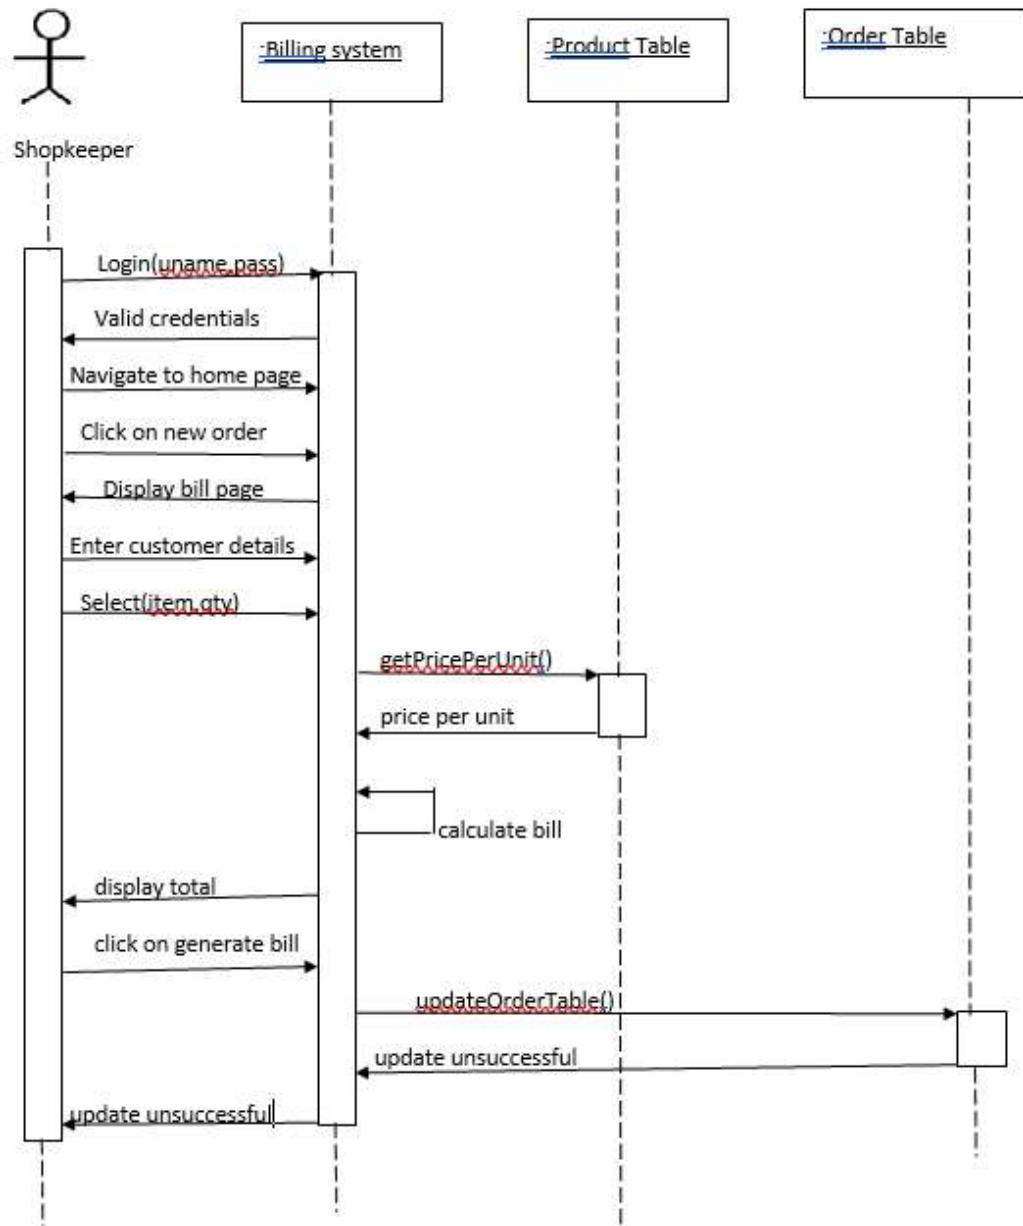 :Billing system
:Product Table
:Order Table
Shopkeeper
Login(uname,pass)
Valid credentials
Navigate to home page
Click on new order
Display bill page
Enter customer details
Select(item,qty)
getPricePerUnit()
price per unit
calculate bill
display total
click on generate bill
updateOrderTable()
update unsuccessful
update unsuccessful